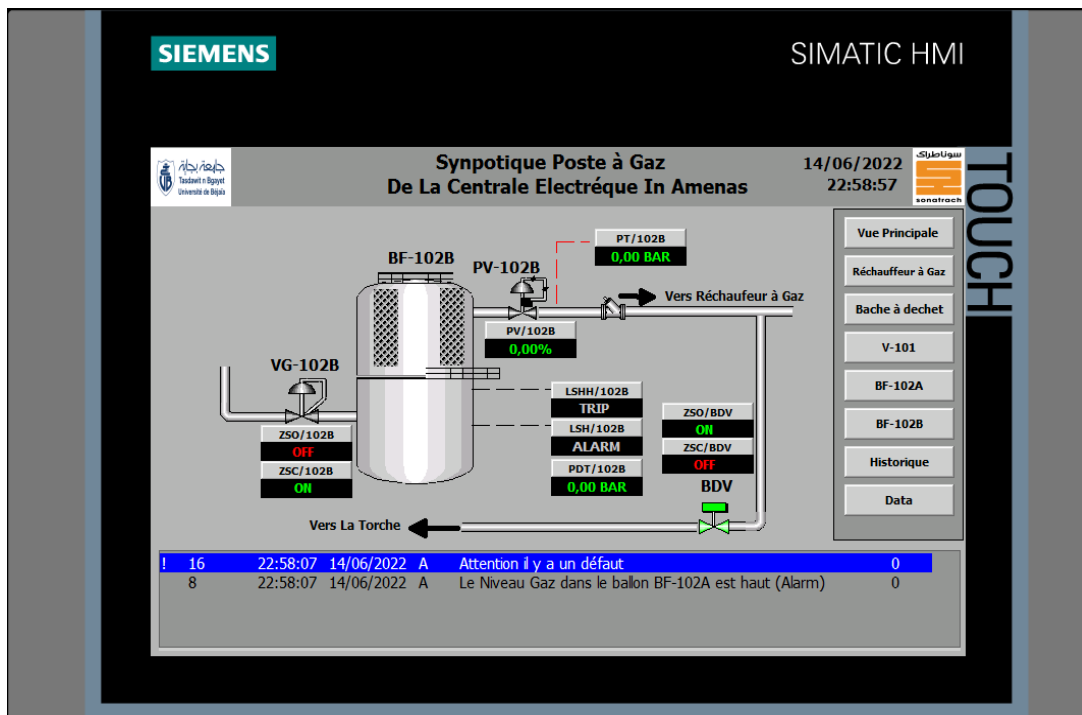 SIEMENS
SIMATIC HMI
TOUCH
جامعة بجاية
Tasdawit n Bgayet
Université de Béjaïa
Synpotique Poste à Gaz
De La Centrale Electréque In Amenas
14/06/2022
22:58:57
سوناطراك
sonatrach
Vue Principale
Réchauffeur à Gaz
Bache à dechet
V-101
BF-102A
BF-102B
Historique
Data
PT/102B
0,00 BAR
BF-102B
PV-102B
Vers Réchaufeur à Gaz
PV/102B
0,00%
VG-102B
ZSO/102B
OFF
ZSC/102B
ON
LSHH/102B
TRIP
LSH/102B
ALARM
PDT/102B
0,00 BAR
ZSO/BDV
ON
ZSC/BDV
OFF
BDV
Vers La Torche
! 16 22:58:07 14/06/2022 A Attention il y a un défaut 0
8 22:58:07 14/06/2022 A Le Niveau Gaz dans le ballon BF-102A est haut (Alarm) 0